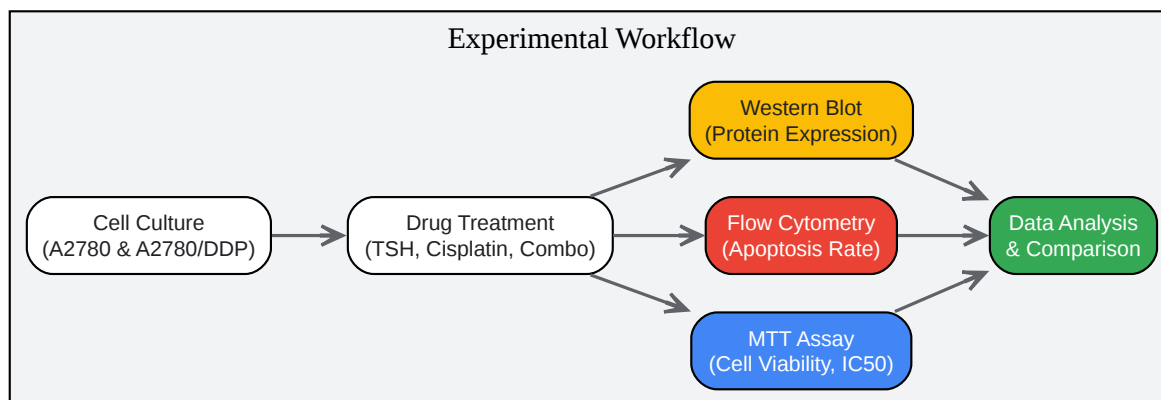 Experimental Workflow
Cell Culture
(A2780 & A2780/DDP)
Drug Treatment
(TSH, Cisplatin, Combo)
Western Blot
(Protein Expression)
Flow Cytometry
(Apoptosis Rate)
MTT Assay
(Cell Viability, IC50)
Data Analysis
& Comparison